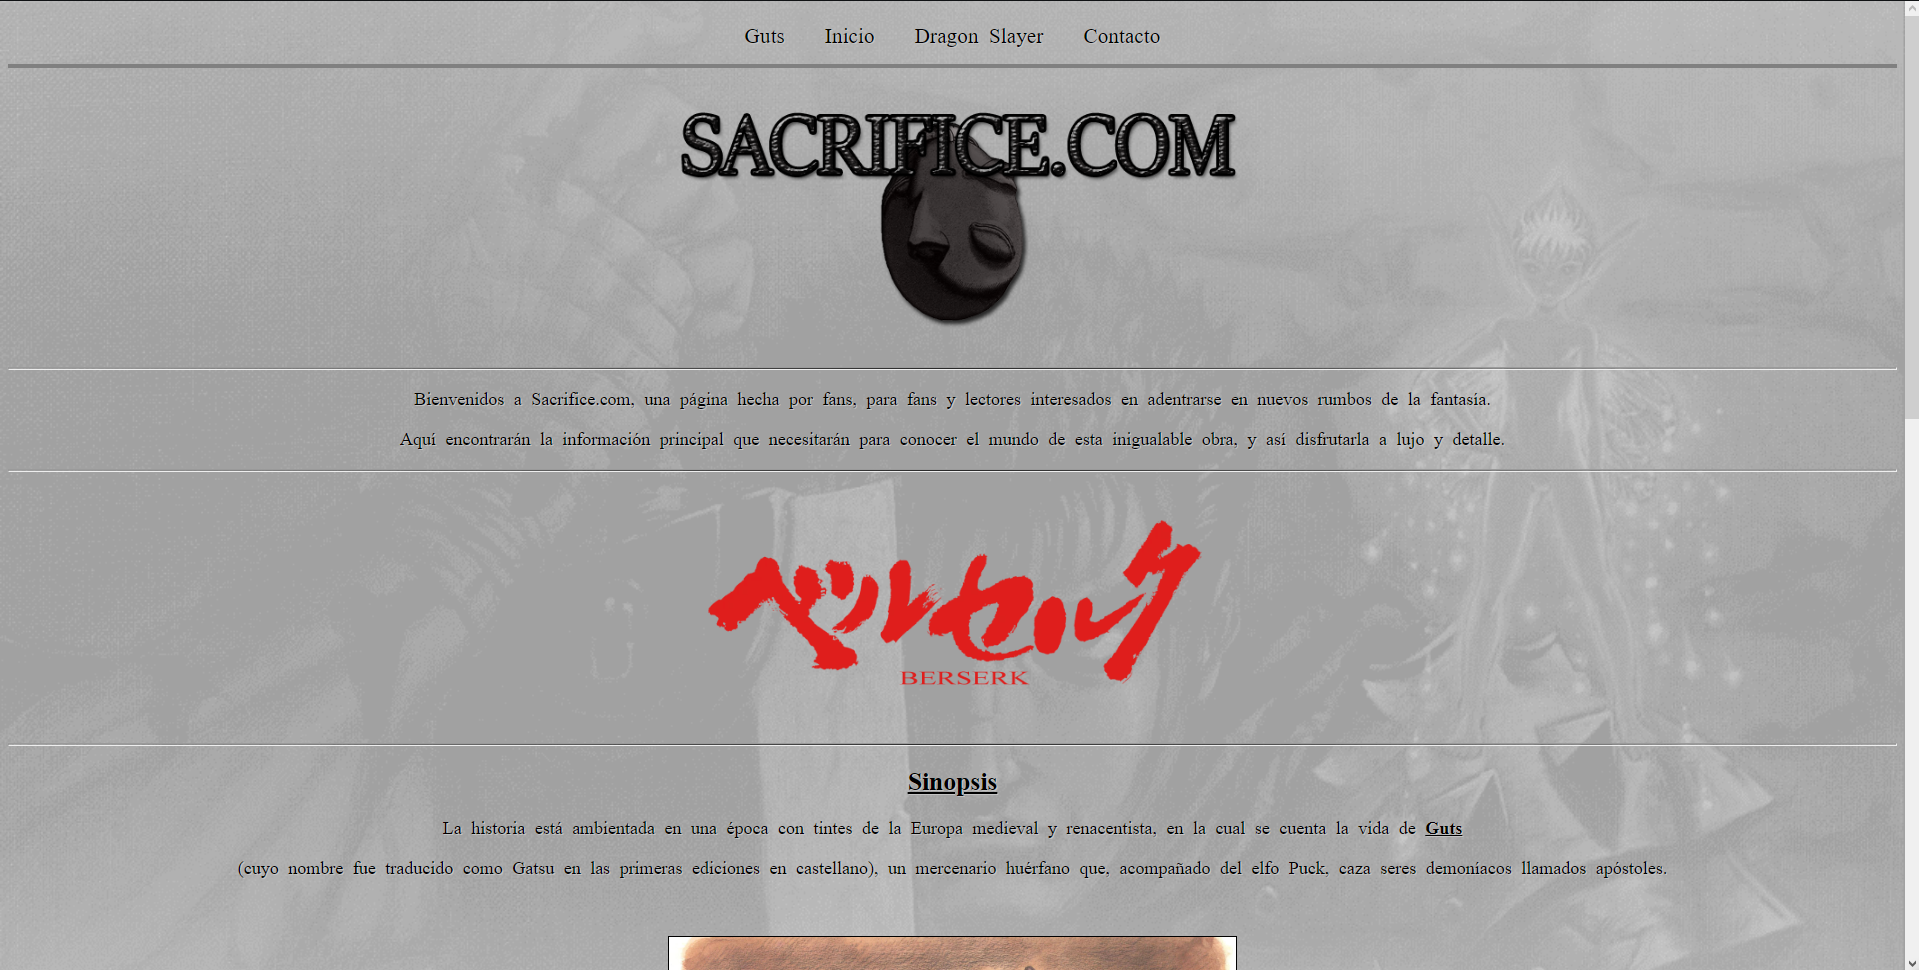 Guts Inicio Dragon Slayer Contacto
SACRIFICE.COM
Bienvenidos a Sacrifice.com, una página hecha por fans, para fans y lectores interesados en adentrarse en nuevos rumbos de la fantasía.
Aquí encontrarán la información principal que necesitarán para conocer el mundo de esta inigualable obra, y así disfrutarla a lujo y detalle.
ベルセルク
BERSERK
Sinopsis
La historia está ambientada en una época con tintes de la Europa medieval y renacentista, en la cual se cuenta la vida de Guts
(cuyo nombre fue traducido como Gatsu en las primeras ediciones en castellano), un mercenario huérfano que, acompañado del elfo Puck, caza seres demoníacos llamados apóstoles.